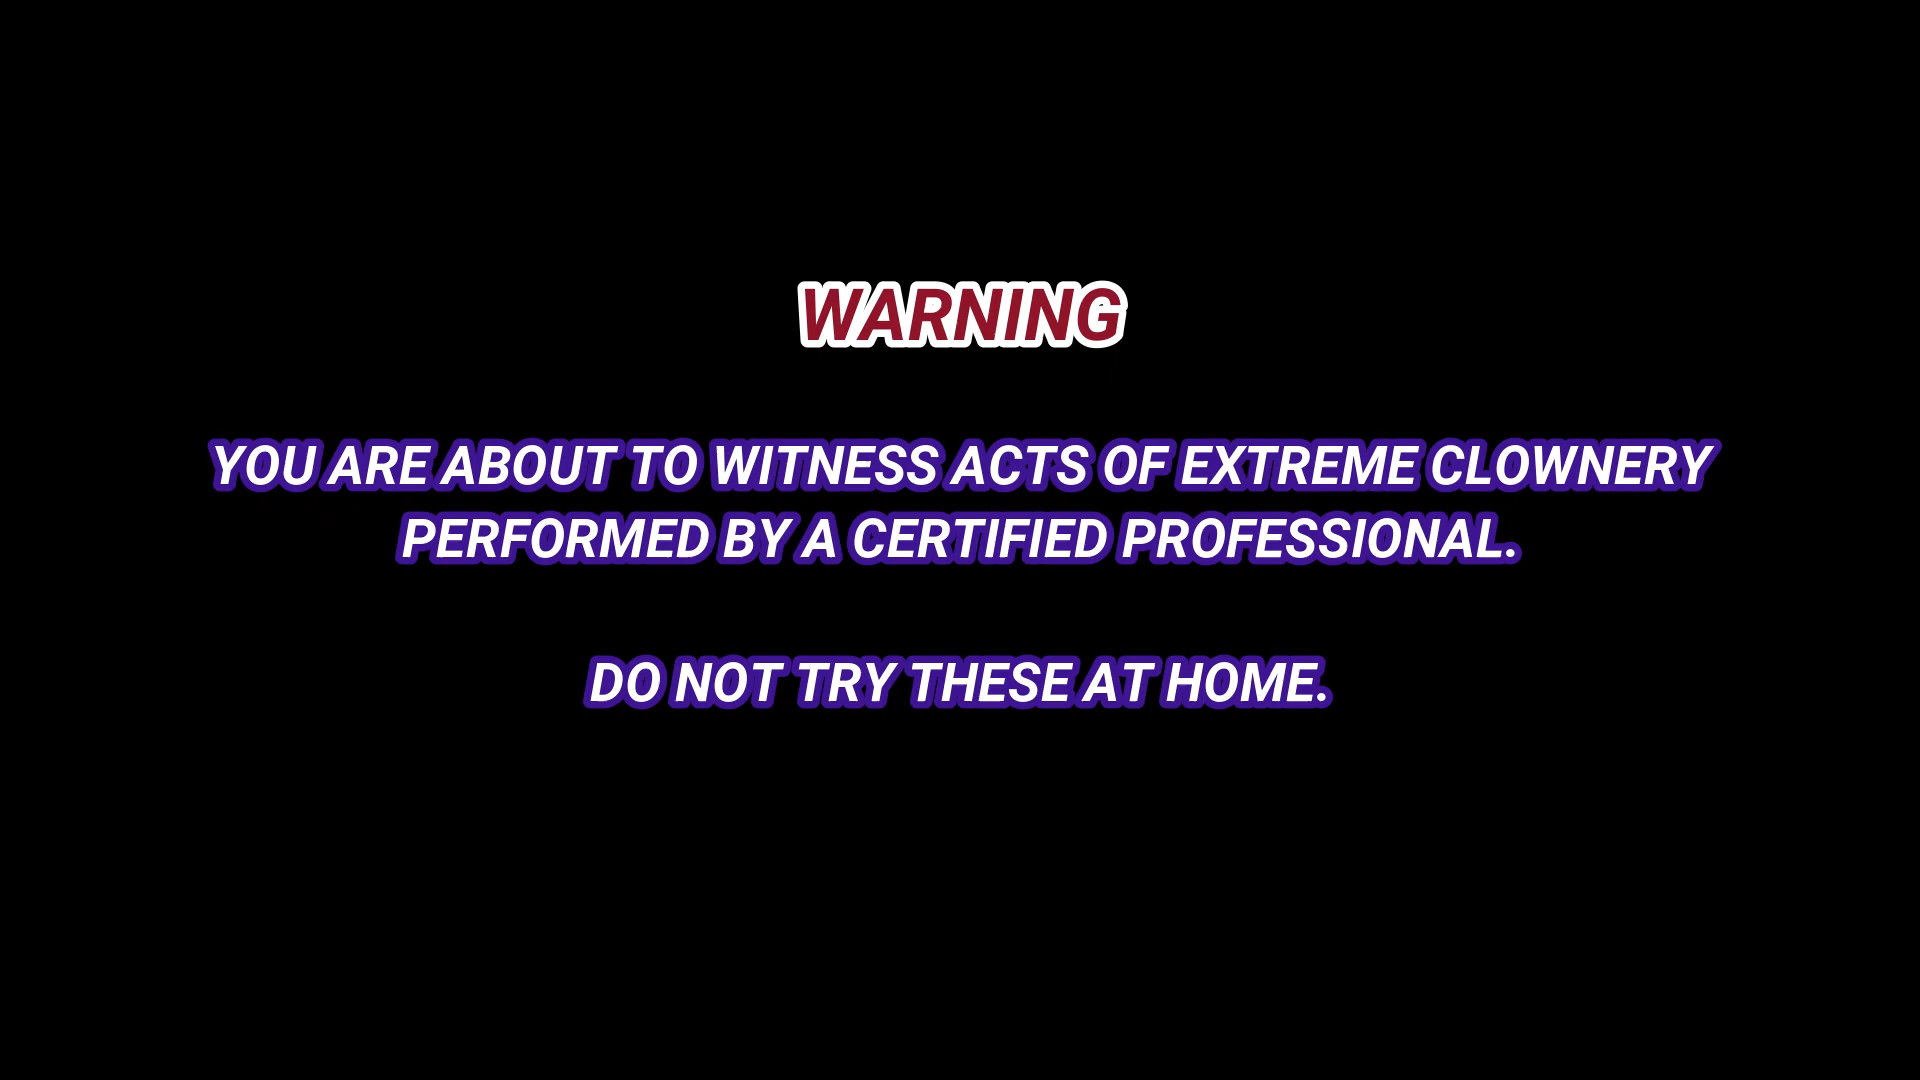 WARNING
YOU ARE ABOUT TO WITNESS ACTS OF EXTREME CLOWNERY
PERFORMED BY A CERTIFIED PROFESSIONAL.
DO NOT TRY THESE AT HOME.